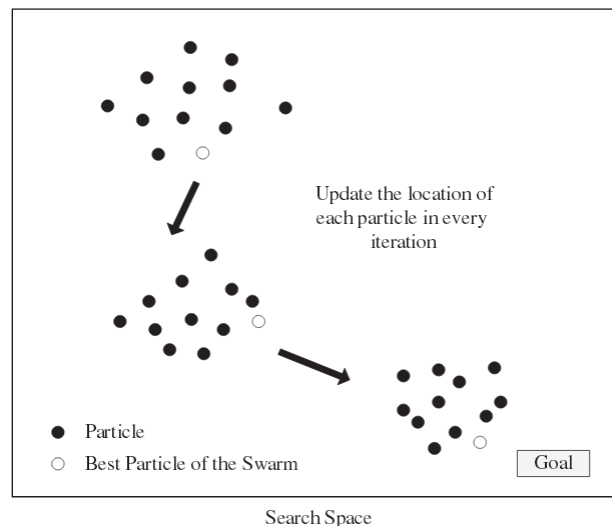 Update the location of
each particle in every
iteration
Particle
Best Particle of the Swarm
Goal
Search Space